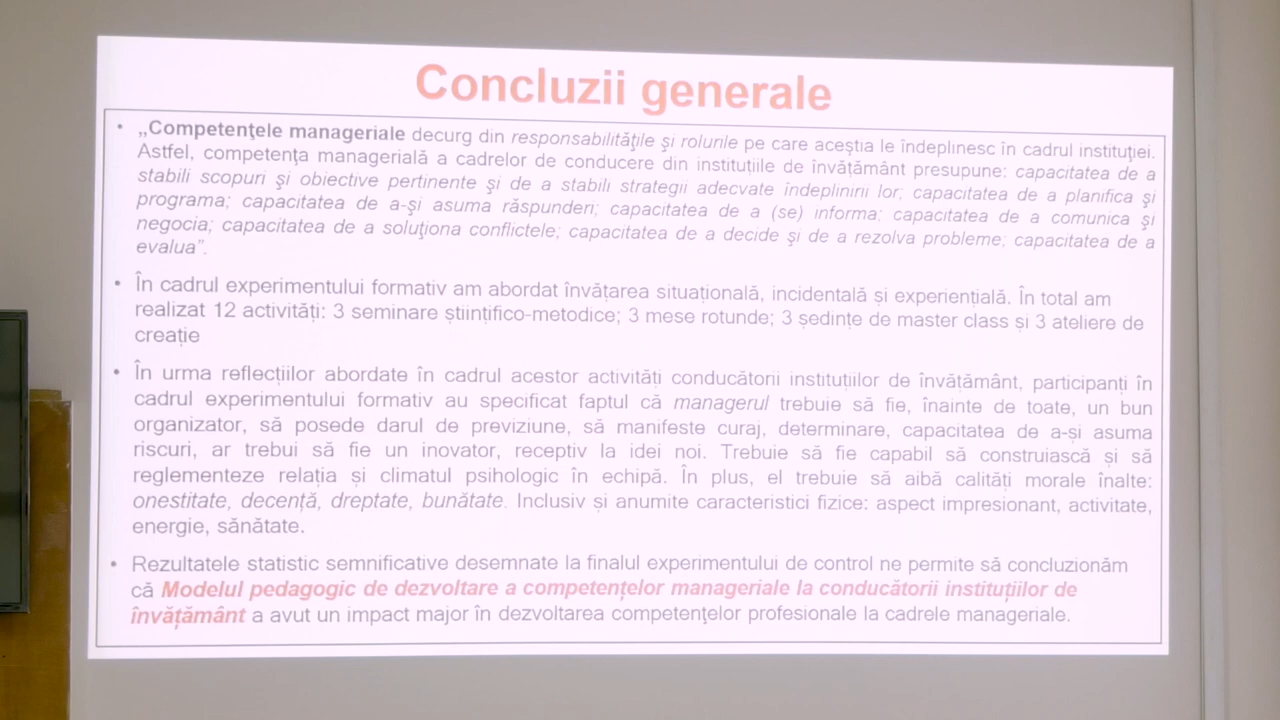 Concluzii generale
• „Competenţele manageriale decurg din responsabilităţile şi rolurile pe care aceștia le îndeplinesc în cadrul instituţiei.
Astfel, competența managerială a cadrelor de conducere din instituțiile de învățământ presupune: capacitatea de a
stabili scopuri şi obiective pertinente şi de a stabili strategii adecvate îndeplinirii lor; capacitatea de a planifica şi
programa; capacitatea de a-şi asuma răspunderi; capacitatea de a (se) informa; capacitatea de a comunica şi
negocia; capacitatea de a soluţiona conflictele; capacitatea de a decide şi de a rezolva probleme; capacitatea de a
evalua”.
• În cadrul experimentului formativ am abordat învățarea situațională, incidentală și experiențială. În total am
realizat 12 activități: 3 seminare științifico-metodice; 3 mese rotunde; 3 ședințe de master class și 3 ateliere de
creație
• În urma reflecțiilor abordate în cadrul acestor activități conducătorii instituțiilor de învățământ, participanți în
cadrul experimentului formativ au specificat faptul că managerul trebuie să fie, înainte de toate, un bun
organizator, să posede darul de previziune, să manifeste curaj, determinare, capacitatea de a-și asuma
riscuri, ar trebui să fie un inovator, receptiv la idei noi. Trebuie să fie capabil să construiască și să
reglementeze relația și climatul psihologic în echipă. În plus, el trebuie să aibă calități morale înalte:
onestitate, decență, dreptate, bunătate. Inclusiv și anumite caracteristici fizice: aspect impresionant, activitate,
energie, sănătate.
• Rezultatele statistic semnificative desemnate la finalul experimentului de control ne permite să concluzionăm
că Modelul pedagogic de dezvoltare a competențelor manageriale la conducătorii instituțiilor de
învățământ a avut un impact major în dezvoltarea competenţelor profesionale la cadrele manageriale.